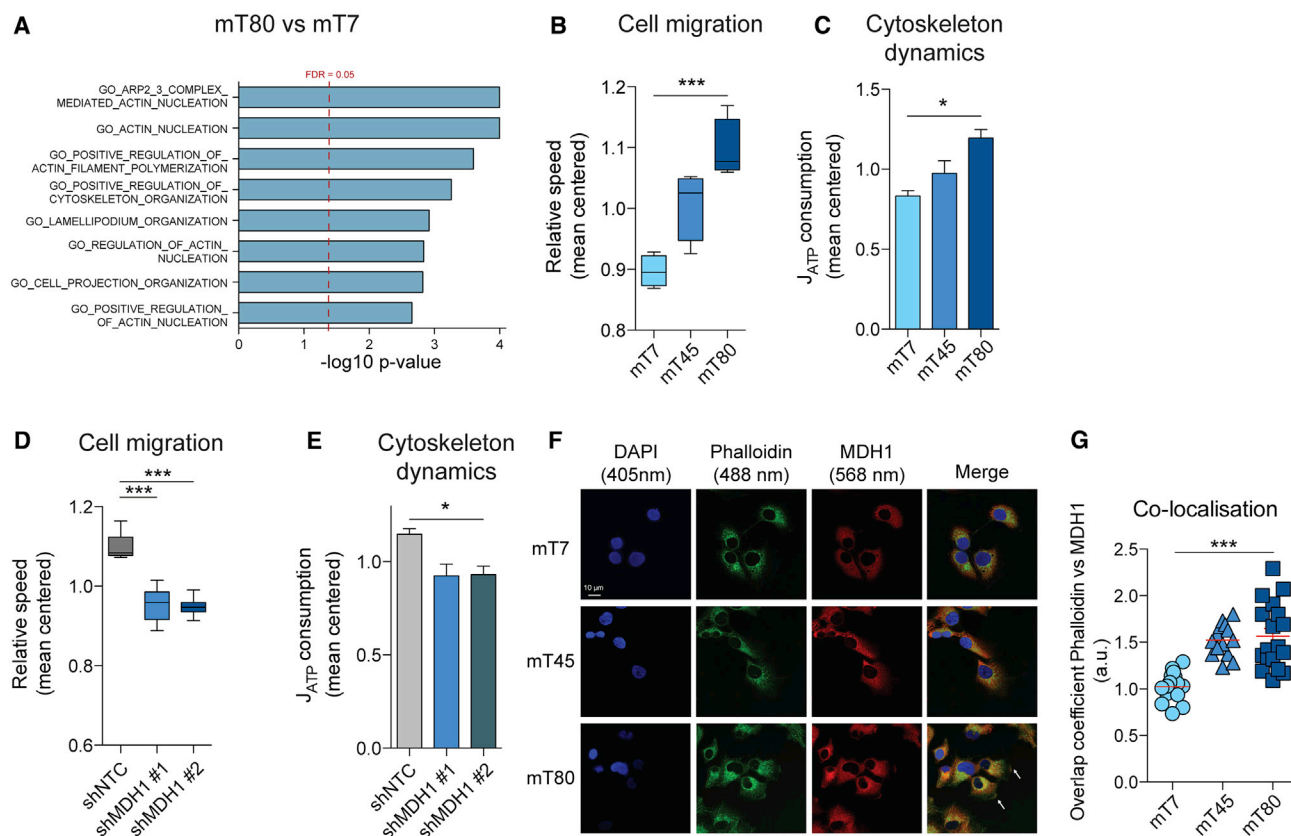 A
mT80 vs mT7
FDR = 0.05
GO_ARP2_3_COMPLEX_
MEDIATED_ACTIN_NUCLEATION
GO_ACTIN_NUCLEATION
GO_POSITIVE_REGULATION_OF_
ACTIN_FILAMENT_POLYMERIZATION
GO_POSITIVE_REGULATION_OF_
CYTOSKELETON_ORGANIZATION
GO_LAMELLIPODIUM_ORGANIZATION
GO_REGULATION_OF_ACTIN_
NUCLEATION
GO_CELL_PROJECTION_ORGANIZATION
GO_POSITIVE_REGULATION_
OF_ACTIN_NUCLEATION
0 1 2 3 4
-log10 p-value
B
Cell migration
Relative speed
(mean centered)
1.2
1.1
1.0
0.9
0.8
***
mT7
mT45
mT80
C
Cytoskeleton
dynamics
JATP consumption
(mean centered)
1.5
1.0
0.5
0.0
*
mT7
mT45
mT80
D
Cell migration
Relative speed
(mean centered)
1.2
1.0
0.8
0.6
***
***
shNTC
shMDH1 #1
shMDH1 #2
E
Cytoskeleton
dynamics
JATP consumption
(mean centered)
1.0
0.5
0.0
*
shNTC
shMDH1 #1
shMDH1 #2
F
DAPI
(405nm)
Phalloidin
(488 nm)
MDH1
(568 nm)
Merge
mT7
10 µm
mT45
mT80
G
Co-localisation
Overlap coefficient Phalloidin vs MDH1
(a.u.)
2.5
2.0
1.5
1.0
0.5
0.0
***
mT7
mT45
mT80